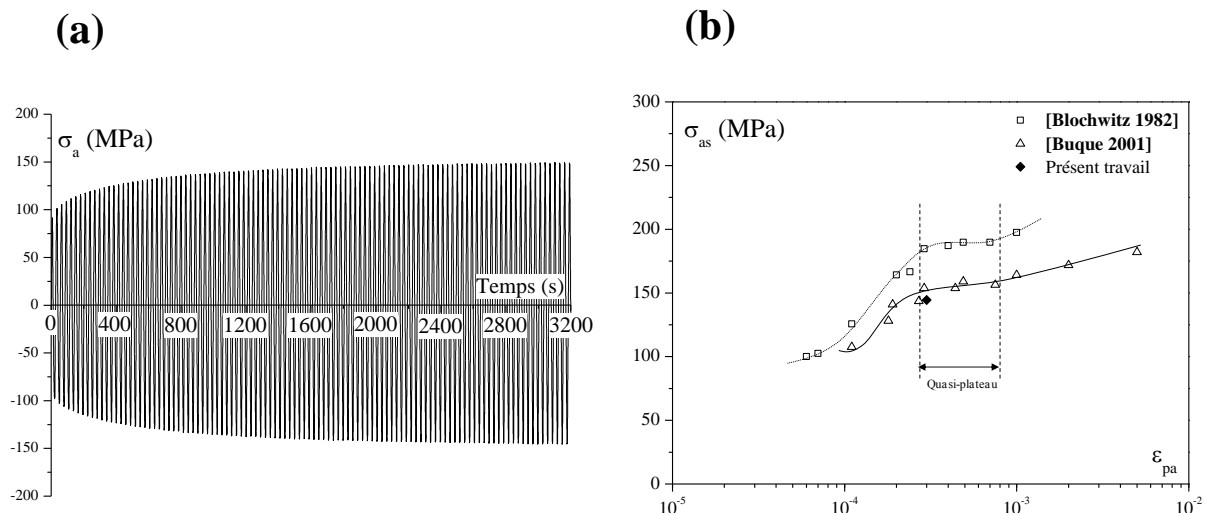 (a)
200
σa (MPa)
150
100
50
0
Temps (s)
0 400 800 1200 1600 2000 2400 2800 3200
-50
-100
-150
-200
(b)
300
σas (MPa)
□ [Blochwitz 1982]
△ [Buque 2001]
◆ Présent travail
250
200
150
100
Quasi-plateau
50
εpa
0
10⁻⁵ 10⁻⁴ 10⁻³ 10⁻²